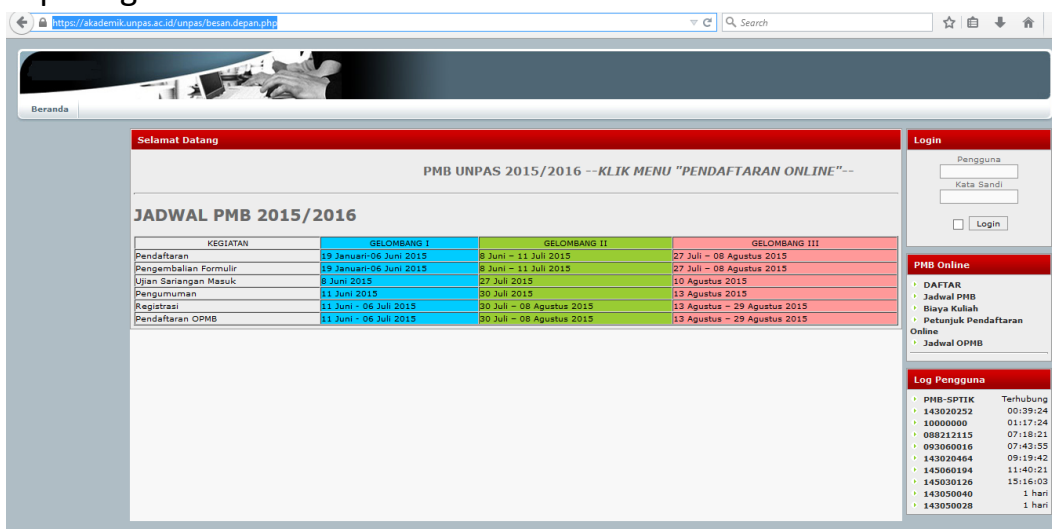 https://akademik.unpas.ac.id/unpas/besan.depan.php
Search
Beranda
Selamat Datang
PMB UNPAS 2015/2016 --KLIK MENU "PENDAFTARAN ONLINE"--
JADWAL PMB 2015/2016
KEGIATAN GELOMBANG I GELOMBANG II GELOMBANG III
Pendaftaran 19 Januari-06 Juni 2015 8 Juni – 11 Juli 2015 27 Juli – 08 Agustus 2015
Pengembalian Formulir 19 Januari-06 Juni 2015 8 Juni – 11 Juli 2015 27 Juli – 08 Agustus 2015
Ujian Sariangan Masuk 8 Juni 2015 27 Juli 2015 10 Agustus 2015
Pengumuman 11 Juni 2015 30 Juli 2015 13 Agustus 2015
Registrasi 11 Juni - 06 Juli 2015 30 Juli – 08 Agustus 2015 13 Agustus – 29 Agustus 2015
Pendaftaran OPMB 11 Juni - 06 Juli 2015 30 Juli – 08 Agustus 2015 13 Agustus – 29 Agustus 2015
Login
Pengguna
Kata Sandi
Login
PMB Online
DAFTAR
Jadwal PMB
Biaya Kuliah
Petunjuk Pendaftaran
Online
Jadwal OPMB
Log Pengguna
PMB-SPTIK Terhubung
143020252 00:39:24
10000000 01:17:24
088212115 07:18:21
093060016 07:43:55
143020464 09:19:42
145060194 11:40:21
145030126 15:16:03
143050040 1 hari
143050028 1 hari